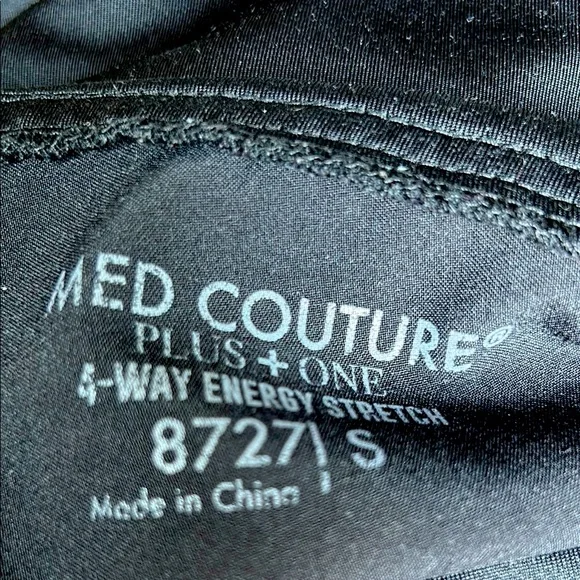 MED COUTURE®
PLUS + ONE
4-WAY ENERGY STRETCH
8727 | S
Made in China